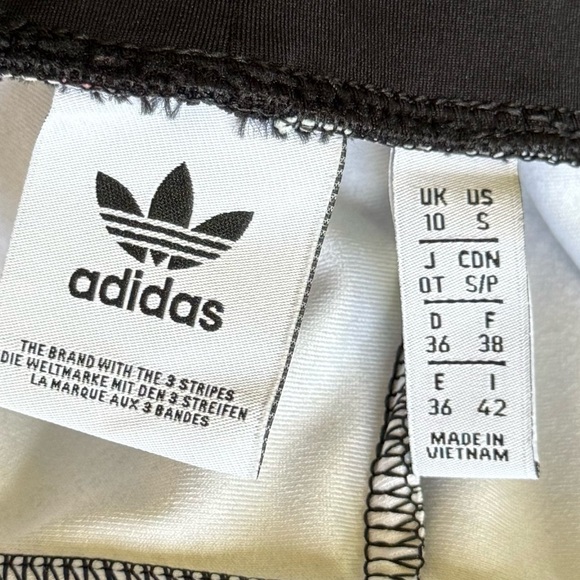 adidas
THE BRAND WITH THE 3 STRIPES
DIE WELTMARKE MIT DEN 3 STREIFEN
LA MARQUE AUX 3 BANDES
UK US
10 S
J CDN
OT S/P
D F
36 38
E I
36 42
MADE IN
VIETNAM